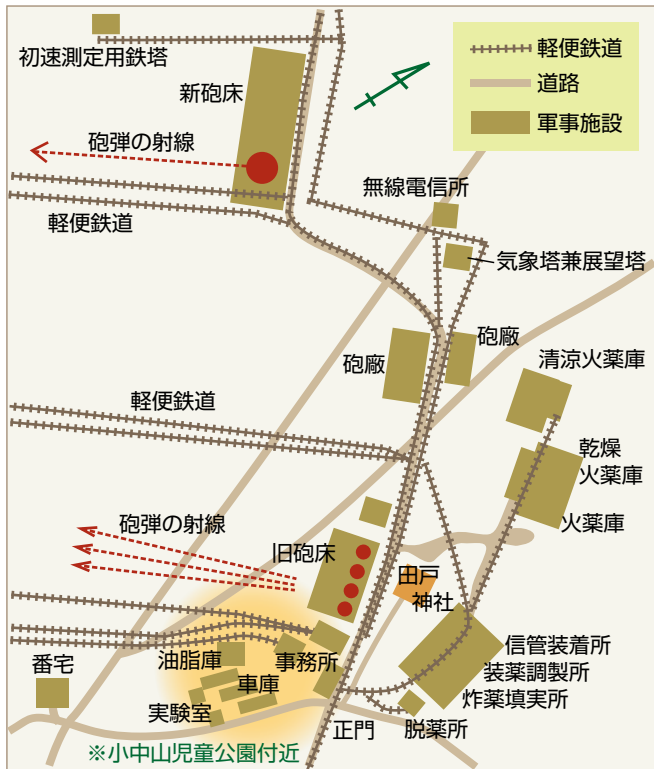 初速測定用鉄塔
新砲床
砲弾の射線
軽便鉄道
軽便鉄道
道路
軍事施設
無線電信所
気象塔兼展望塔
砲廠
砲廠
清涼火薬庫
軽便鉄道
乾燥
火薬庫
火薬庫
砲弾の射線
旧砲床
田戸
神社
信管装着所
装薬調製所
炸薬填実所
脱薬所
番宅
油脂庫
事務所
車庫
実験室
正門
※小中山児童公園付近